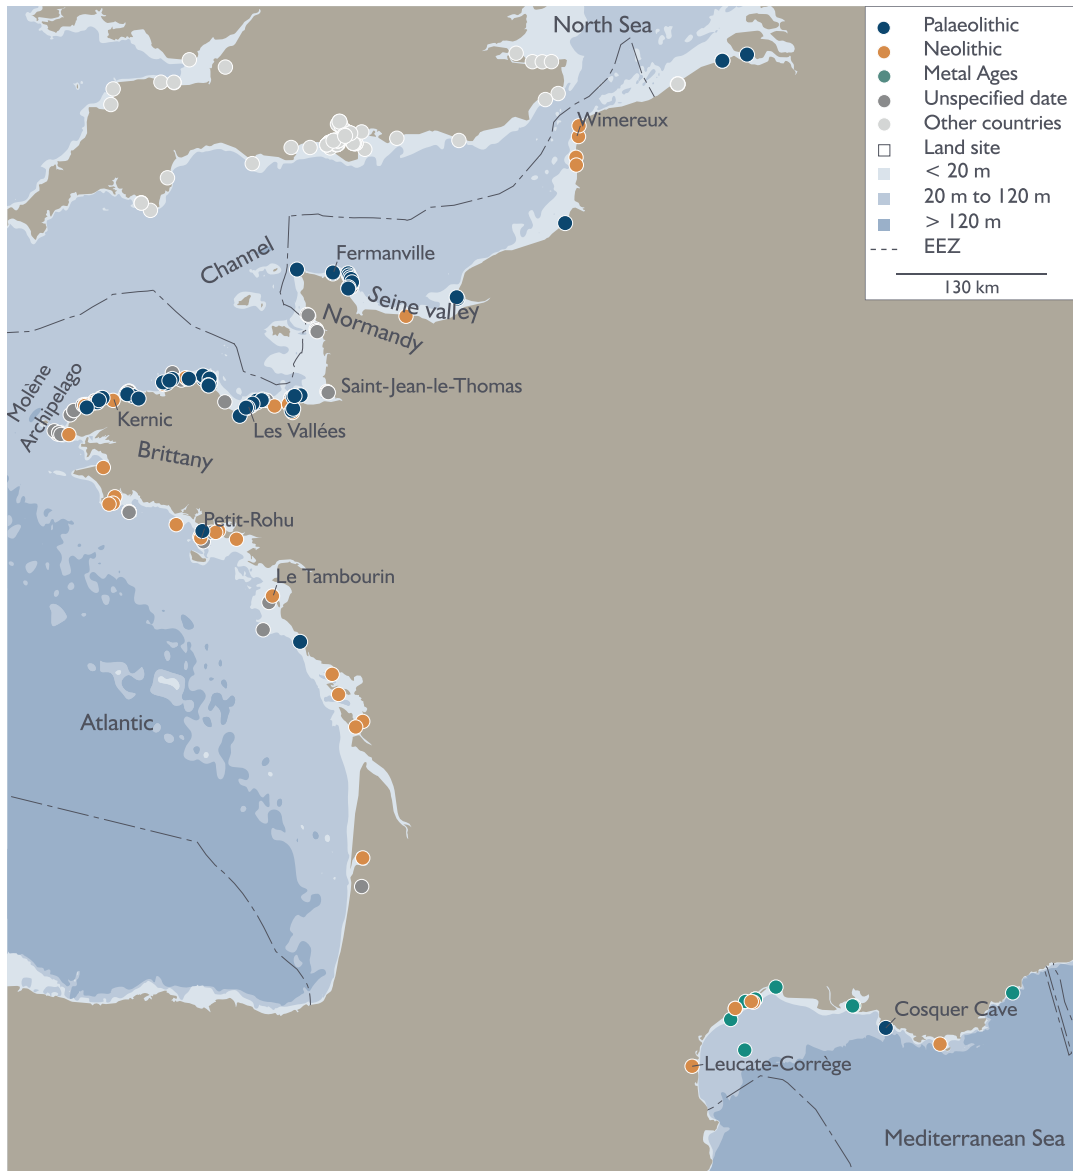 North Sea
Palaeolithic
Neolithic
Metal Ages
Unspecified date
Other countries
Land site
< 20 m
20 m to 120 m
> 120 m
EEZ
130 km
Wimereux
Channel
Fermanville
Seine valley
Normandy
Molène
Archipelago
Saint-Jean-le-Thomas
Kernic
Les Vallées
Brittany
Petit-Rohu
Le Tambourin
Atlantic
Cosquer Cave
Leucate-Corrège
Mediterranean Sea